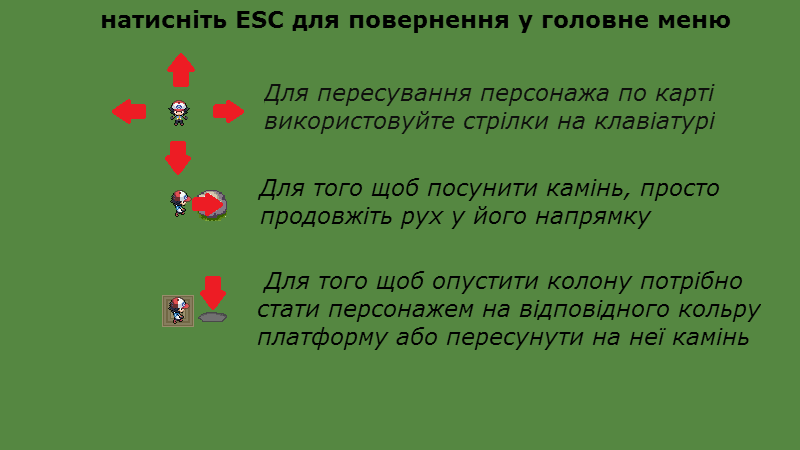 натисніть ESC для повернення у головне меню
Для пересування персонажа по карті
використовуйте стрілки на клавіатурі
Для того щоб посунити камінь, просто
продовжіть рух у його напрямку
Для того щоб опустити колону потрібно
стати персонажем на відповідного кольру
платформу або пересунути на неї камінь